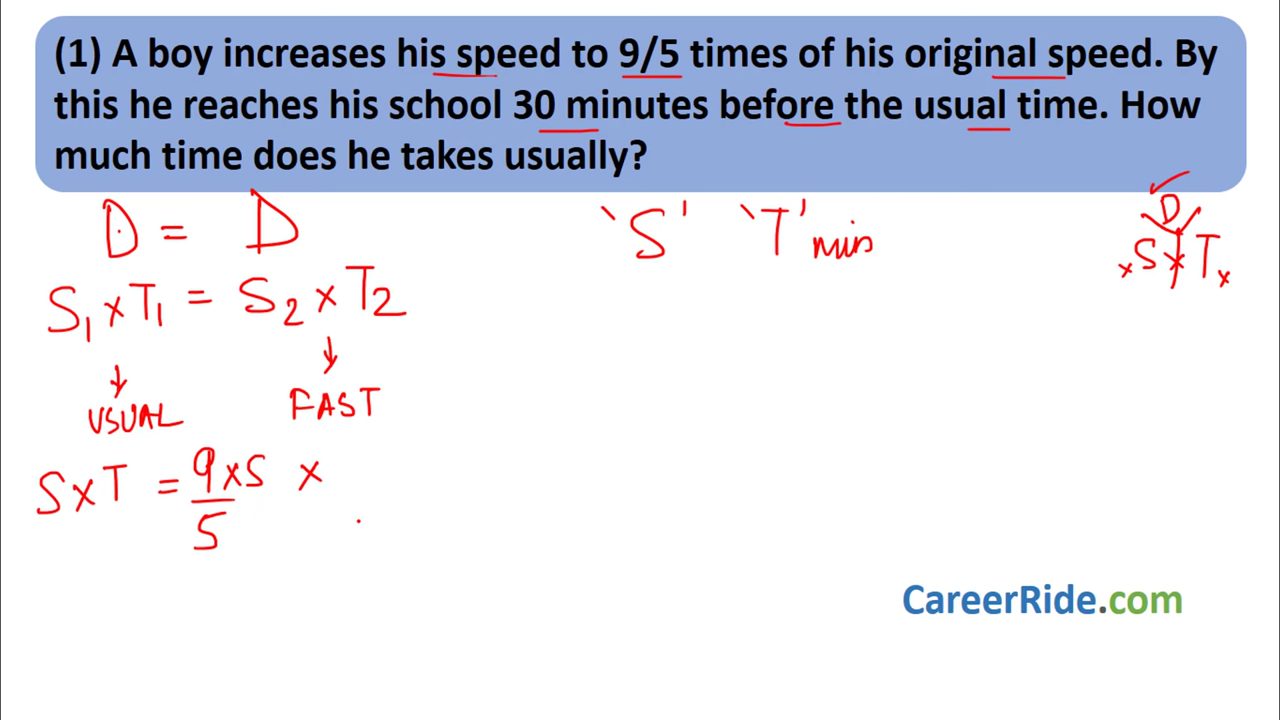 (1) A boy increases his speed to 9/5 times of his original speed. By
this he reaches his school 30 minutes before the usual time. How
much time does he takes usually?
D = D
'S' 'T' min
D
×S×T×
S₁×T₁ = S₂×T₂
↓ ↓
USUAL FAST
S×T = 9×S ×
5
CareerRide.com